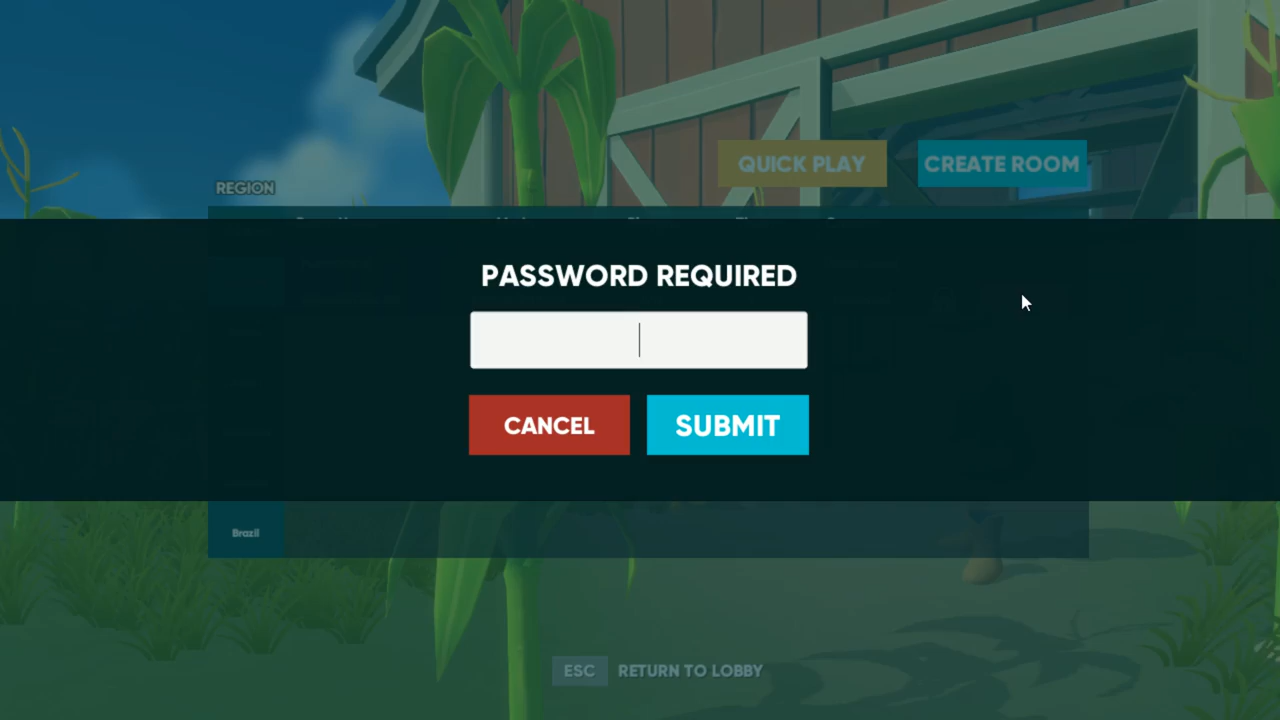 QUICK PLAY
CREATE ROOM
REGION
PASSWORD REQUIRED
CANCEL
SUBMIT
Brazil
ESC RETURN TO LOBBY